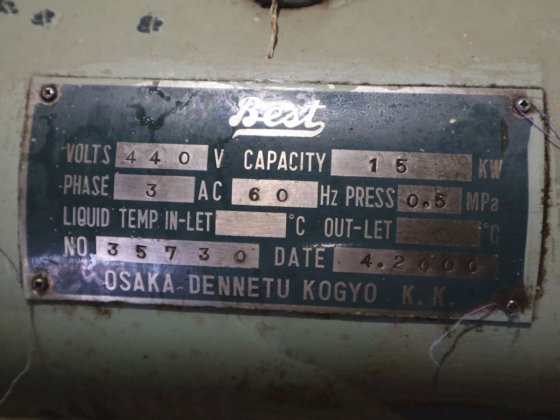 Best
VOLTS 440 V CAPACITY 15 KW
PHASE 3 AC 60 Hz PRESS 0.5 MPa
LIQUID TEMP IN-LET °C OUT-LET °C
NO. 35730 DATE 4.2000
OSAKA DENNETU KOGYO K.K.